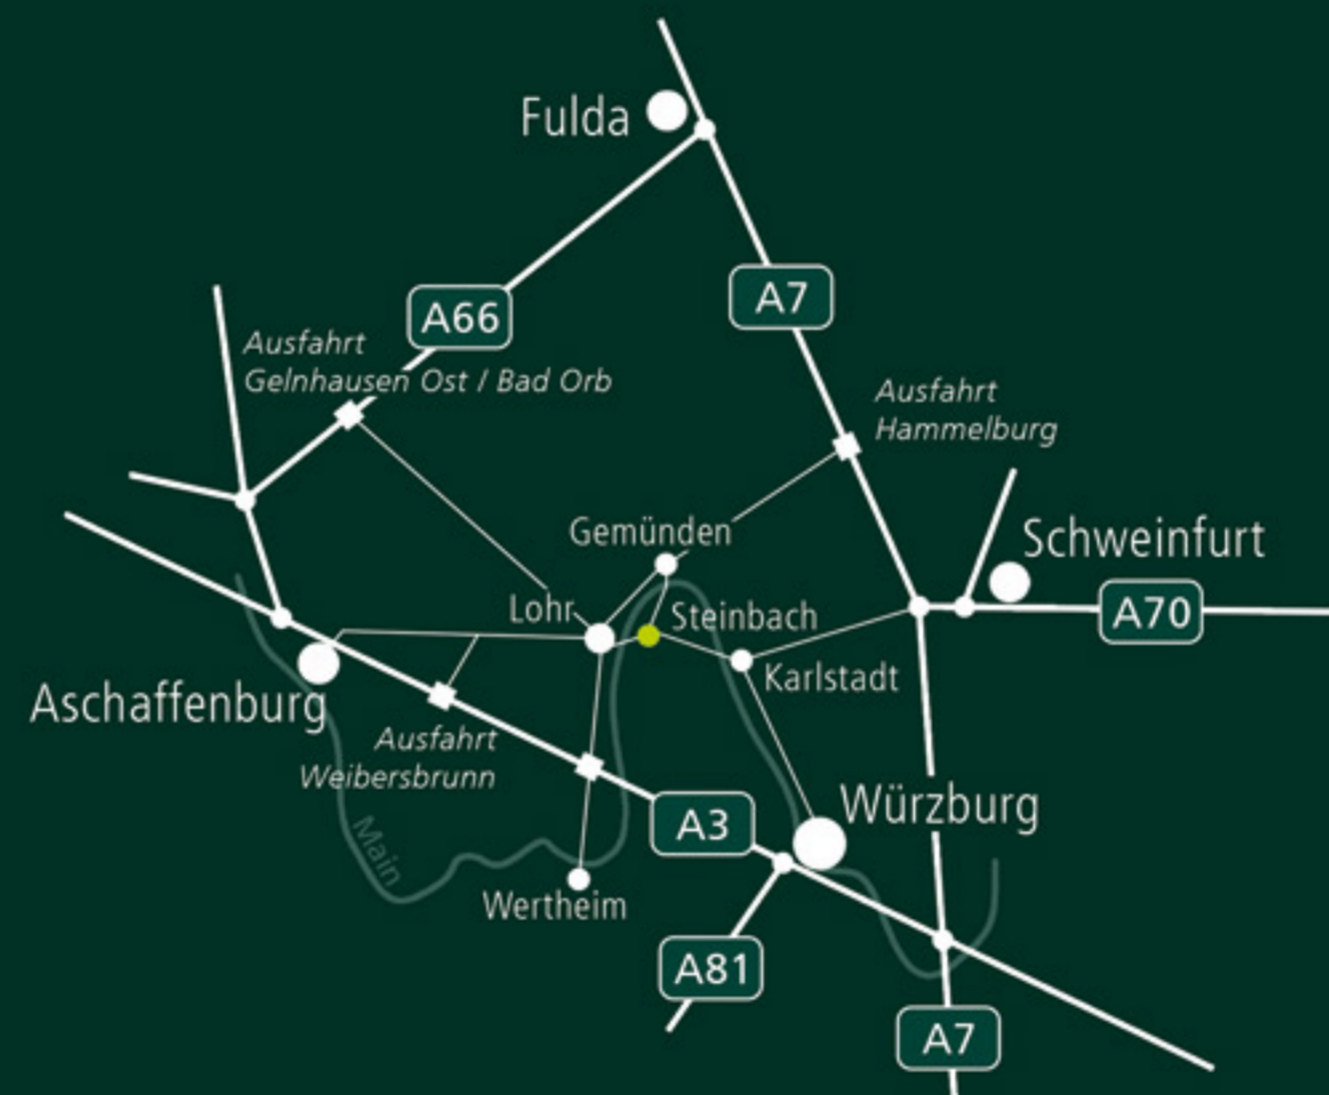 Fulda
A7
A66
Ausfahrt
Gelnhausen Ost / Bad Orb
Ausfahrt
Hammelburg
Gemünden
Schweinfurt
Lohr
Steinbach
A70
Karlstadt
Aschaffenburg
Ausfahrt
Weibersbrunn
Würzburg
A3
Main
Wertheim
A81
A7